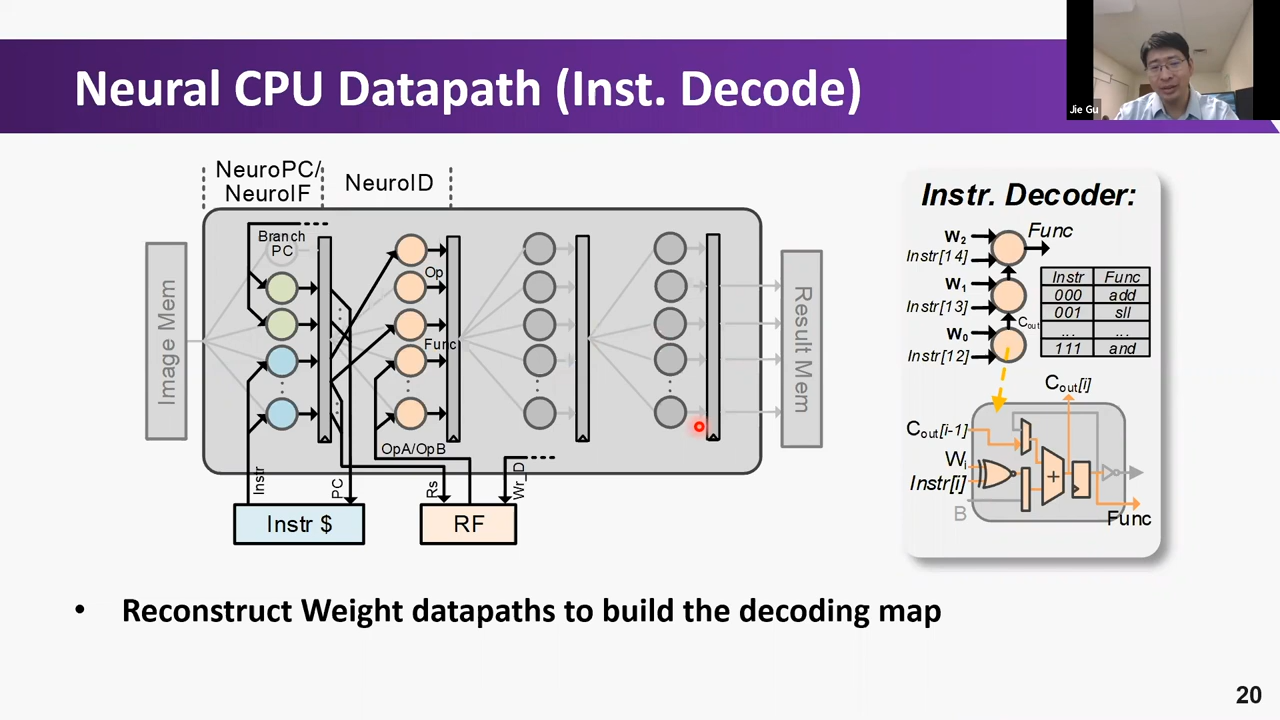 Neural CPU Datapath (Inst. Decode)
Jie Gu
NeuroPC/
NeuroIF
NeuroID
Branch
PC
Op
Func
OpA/OpB
Image Mem
Result Mem
Instr
PC
Rs
Wr_D
Instr $
RF
Instr. Decoder:
W2
Func
Instr[14]
W1
Instr[13]
Cout
W0
Instr[12]
Instr Func
000 add
001 sll
... ...
111 and
Cout[i]
Cout[i-1]
Wi
Instr[i]
+
B
Func
• Reconstruct Weight datapaths to build the decoding map
20